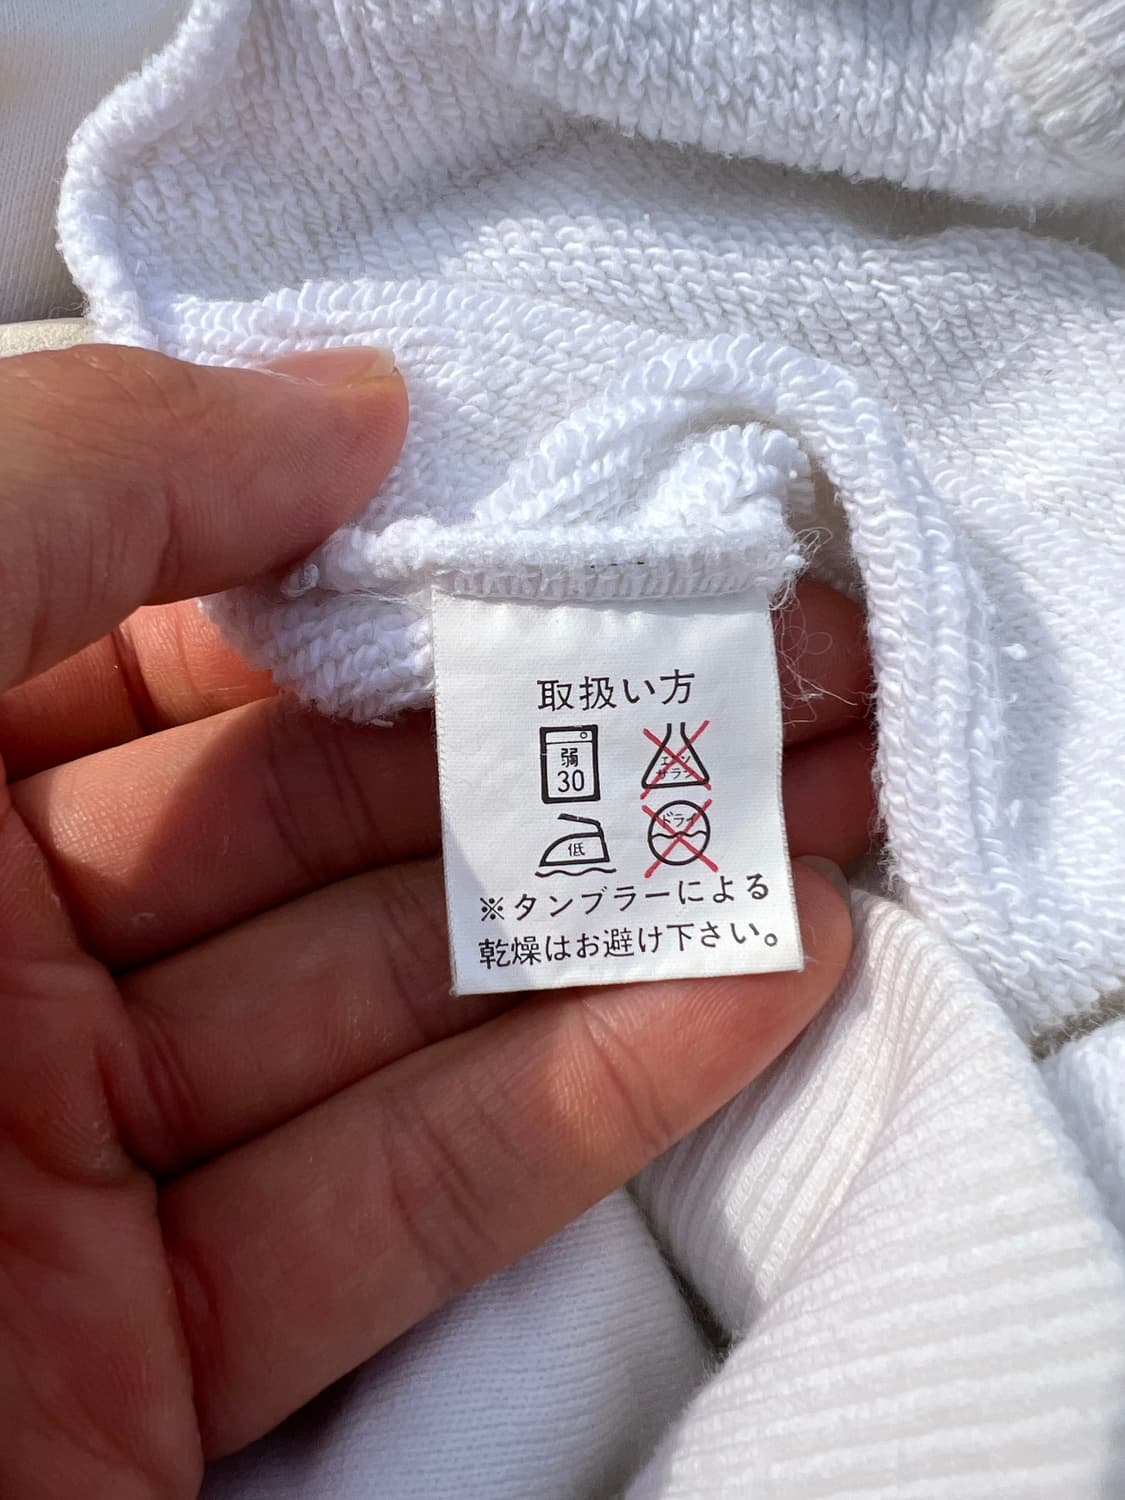 取扱い方
弱
30
エンソ
サラシ
低
ドライ
※タンブラーによる
乾燥はお避け下さい。